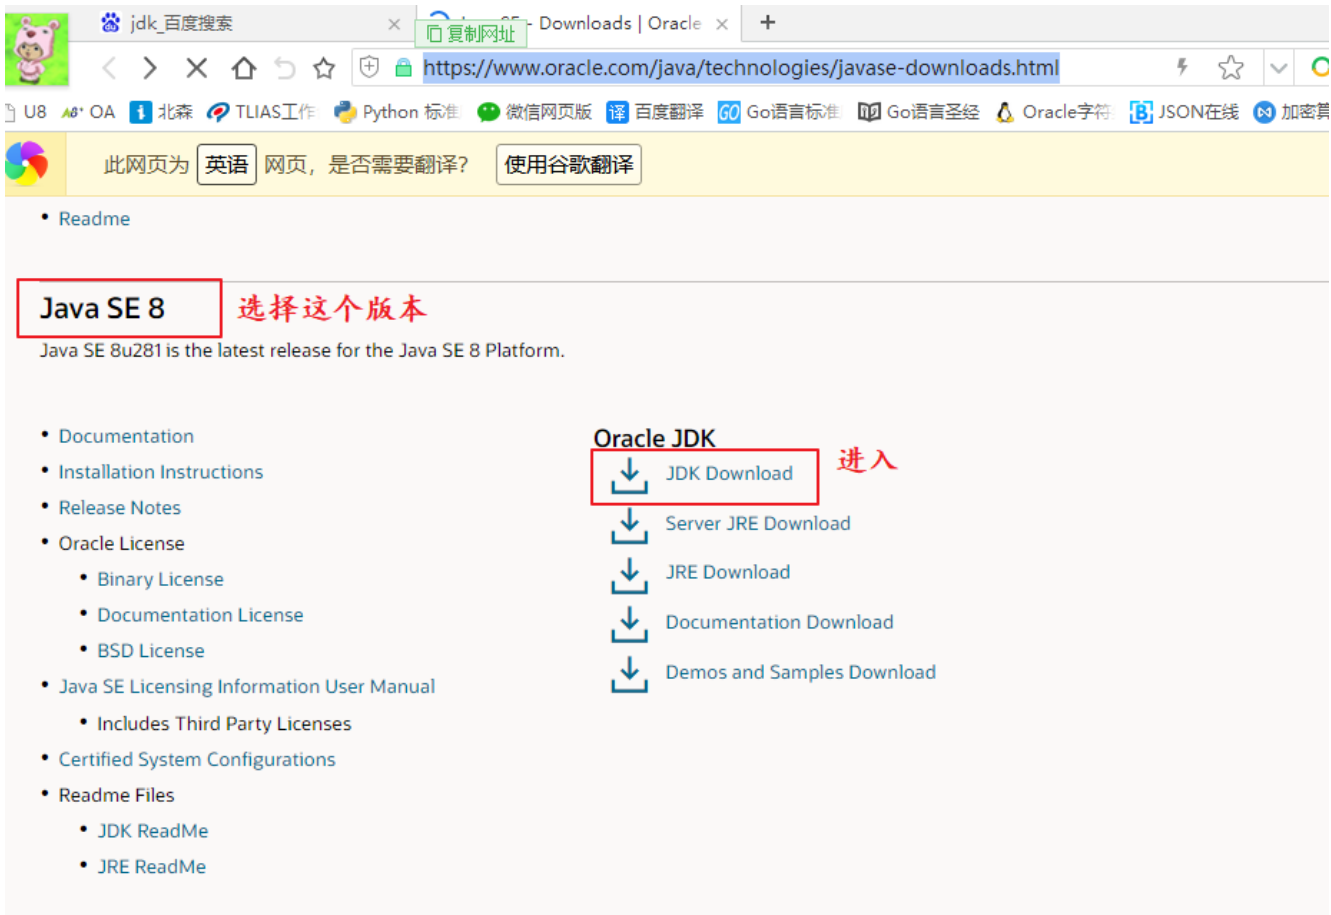 jdk_百度搜索
- Downloads | Oracle
复制网址
https://www.oracle.com/java/technologies/javase-downloads.html
U8 OA 北森 TLIAS工作 Python 标准 微信网页版 译 百度翻译 GO Go语言标准 Go语言圣经 Oracle字符 [B] JSON在线 加密算
此网页为 英语 网页，是否需要翻译？ 使用谷歌翻译
• Readme
Java SE 8 选择这个版本
Java SE 8u281 is the latest release for the Java SE 8 Platform.
• Documentation
• Installation Instructions
• Release Notes
• Oracle License
• Binary License
• Documentation License
• BSD License
• Java SE Licensing Information User Manual
• Includes Third Party Licenses
• Certified System Configurations
• Readme Files
• JDK ReadMe
• JRE ReadMe
Oracle JDK
JDK Download 进入
Server JRE Download
JRE Download
Documentation Download
Demos and Samples Download